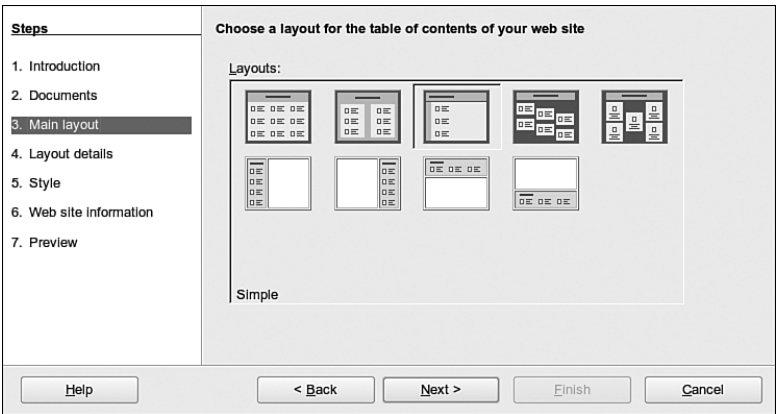 Steps
1. Introduction
2. Documents
3. Main layout
4. Layout details
5. Style
6. Web site information
7. Preview
Choose a layout for the table of contents of your web site
Layouts:
Simple
Help
< Back
Next >
Finish
Cancel